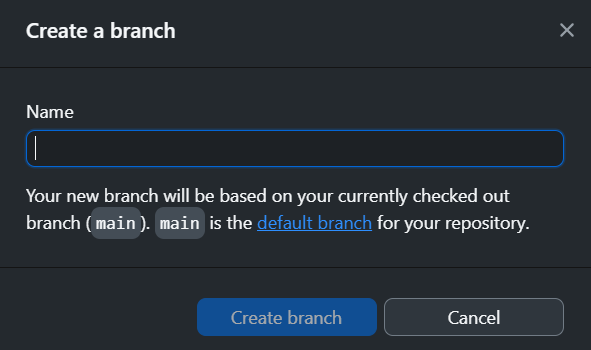 Create a branch
Name
Your new branch will be based on your currently checked out
branch (main). main is the default branch for your repository.
Create branch
Cancel